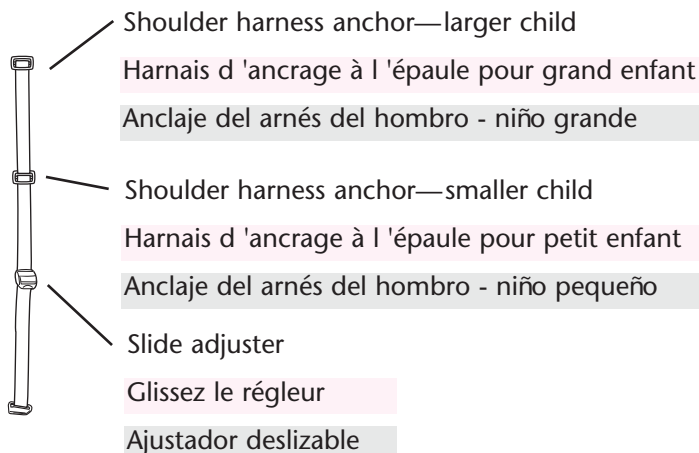 Shoulder harness anchor—larger child
Harnais d 'ancrage à l 'épaule pour grand enfant
Anclaje del arnés del hombro - niño grande
Shoulder harness anchor—smaller child
Harnais d 'ancrage à l 'épaule pour petit enfant
Anclaje del arnés del hombro - niño pequeño
Slide adjuster
Glissez le régleur
Ajustador deslizable